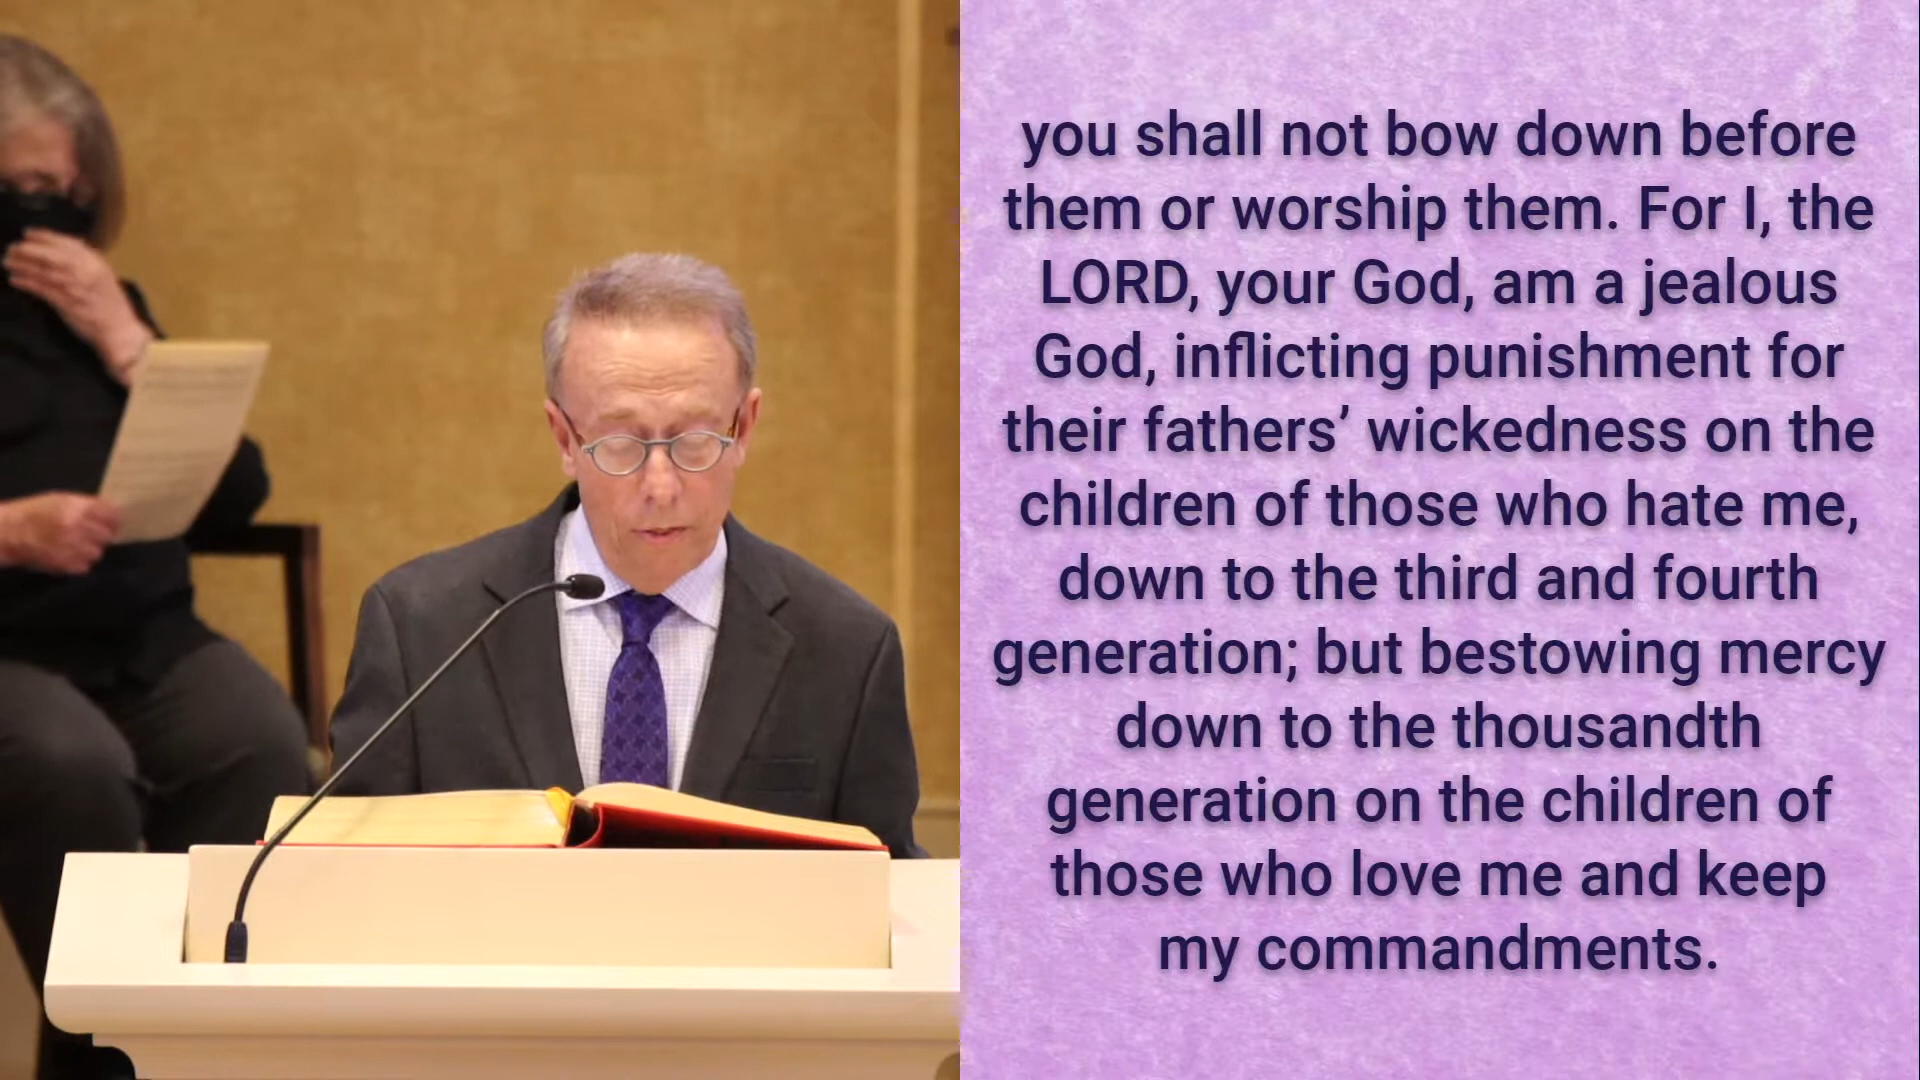 you shall not bow down before
them or worship them. For I, the
LORD, your God, am a jealous
God, inflicting punishment for
their fathers’ wickedness on the
children of those who hate me,
down to the third and fourth
generation; but bestowing mercy
down to the thousandth
generation on the children of
those who love me and keep
my commandments.